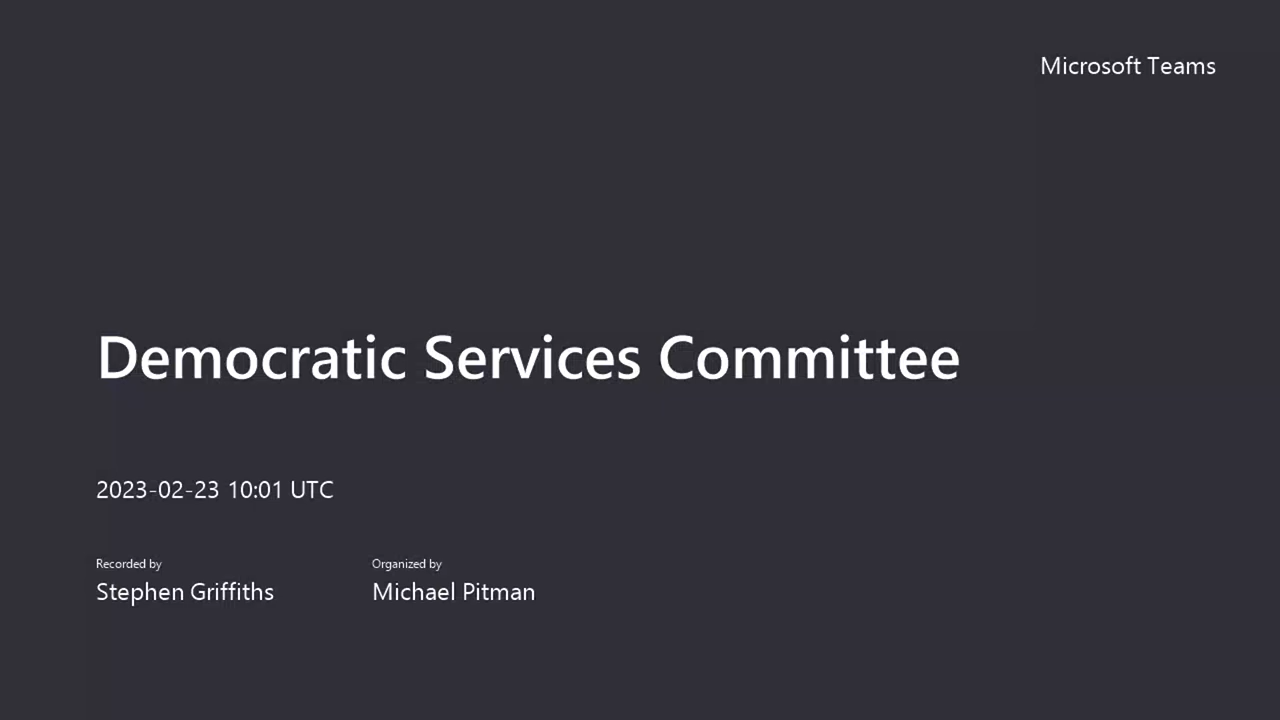 Microsoft Teams
Democratic Services Committee
2023-02-23 10:01 UTC
Recorded by
Stephen Griffiths
Organized by
Michael Pitman